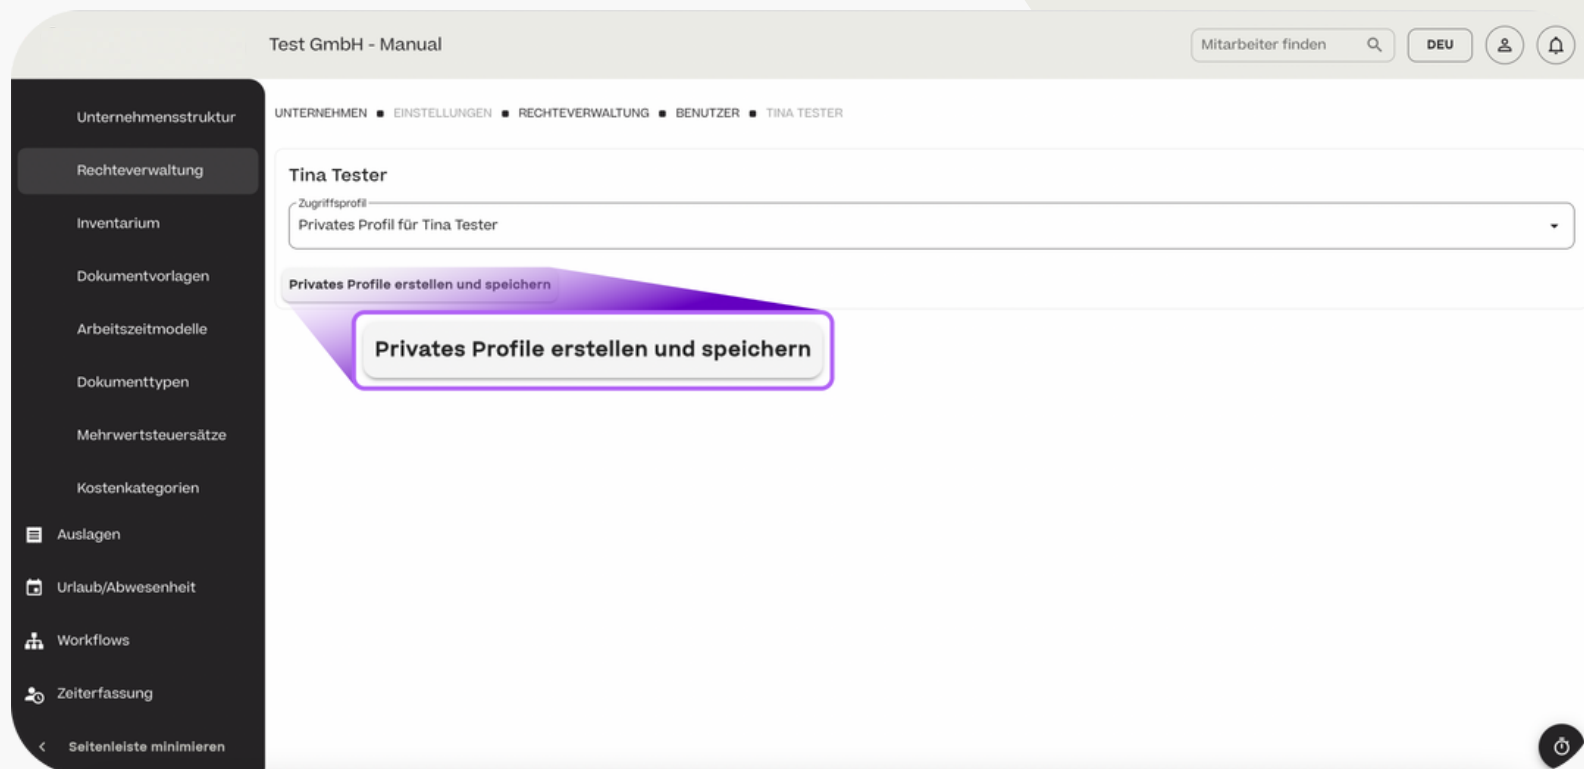 Test GmbH - Manual
Mitarbeiter finden
DEU
Unternehmensstruktur
Rechteverwaltung
Inventarium
Dokumentvorlagen
Arbeitszeitmodelle
Dokumenttypen
Mehrwertsteuersätze
Kostenkategorien
Auslagen
Urlaub/Abwesenheit
Workflows
Zeiterfassung
Seitenleiste minimieren
UNTERNEHMEN ■ EINSTELLUNGEN ■ RECHTEVERWALTUNG ■ BENUTZER ■ TINA TESTER
Tina Tester
Zugriffsprofil
Privates Profil für Tina Tester
Privates Profile erstellen und speichern
Privates Profile erstellen und speichern